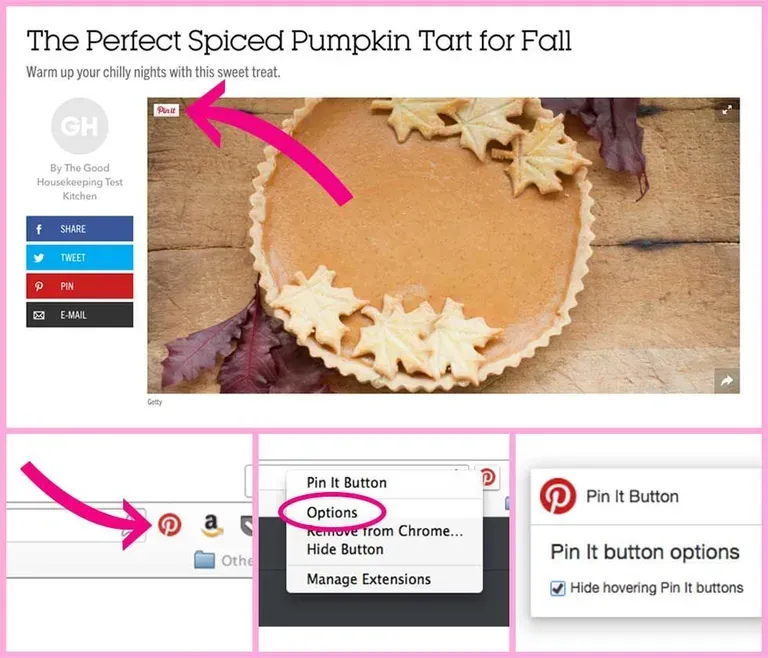 The Perfect Spiced Pumpkin Tart for Fall
Warm up your chilly nights with this sweet treat.
Pin it
GH
By The Good
Housekeeping Test
Kitchen
SHARE
TWEET
PIN
E-MAIL
Getty
Othe
Pin It Button
Options
Remove from Chrome...
Hide Button
Manage Extensions
Pin It Button
Pin It button options
Hide hovering Pin It buttons